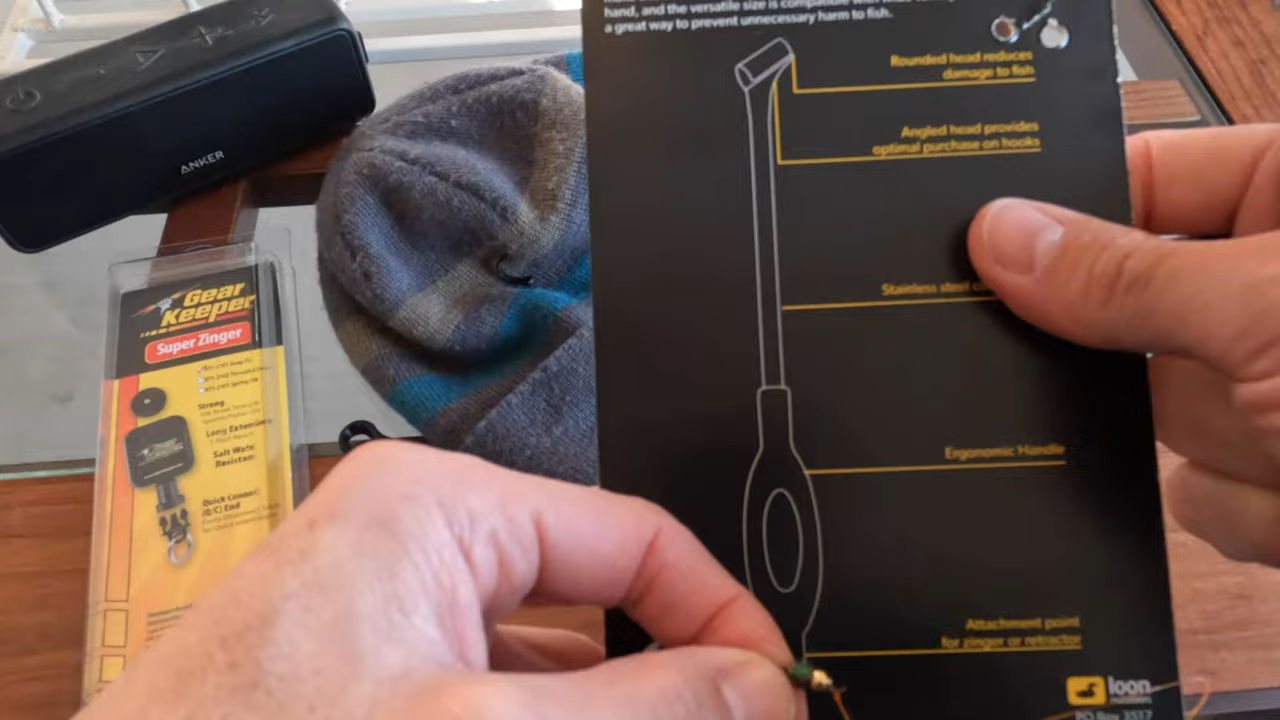 hand, and the versatile size is compatible with
a great way to prevent unnecessary harm to fish.
Rounded head reduces
damage to fish
Angled head provides
optimal purchase on hooks
Stainless steel
Ergonomic Handle
Attachment point
for zinger or retractor
loon
ANKER
Gear
Keeper
Super Zinger
Strong
Long Extension
Salt Water
Resistant
Quick Connect
(Q/C) End